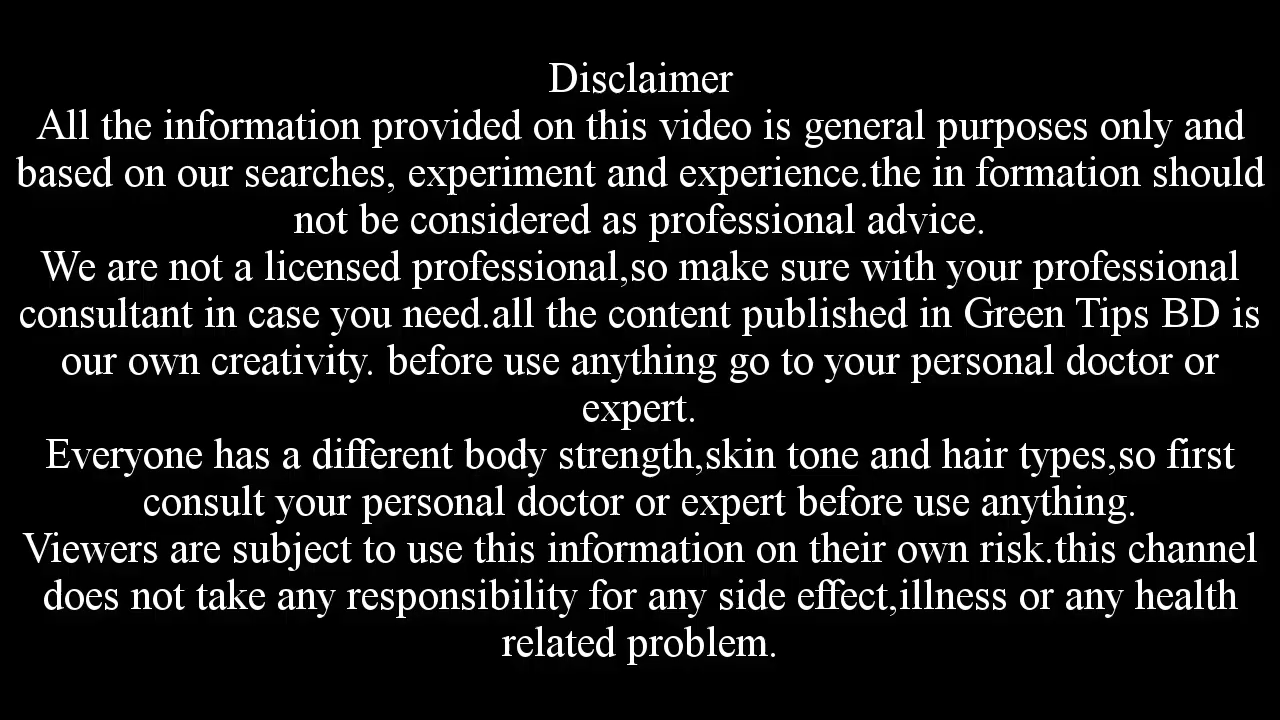 Disclaimer
All the information provided on this video is general purposes only and
based on our searches, experiment and experience.the in formation should
not be considered as professional advice.
We are not a licensed professional,so make sure with your professional
consultant in case you need.all the content published in Green Tips BD is
our own creativity. before use anything go to your personal doctor or
expert.
Everyone has a different body strength,skin tone and hair types,so first
consult your personal doctor or expert before use anything.
Viewers are subject to use this information on their own risk.this channel
does not take any responsibility for any side effect,illness or any health
related problem.